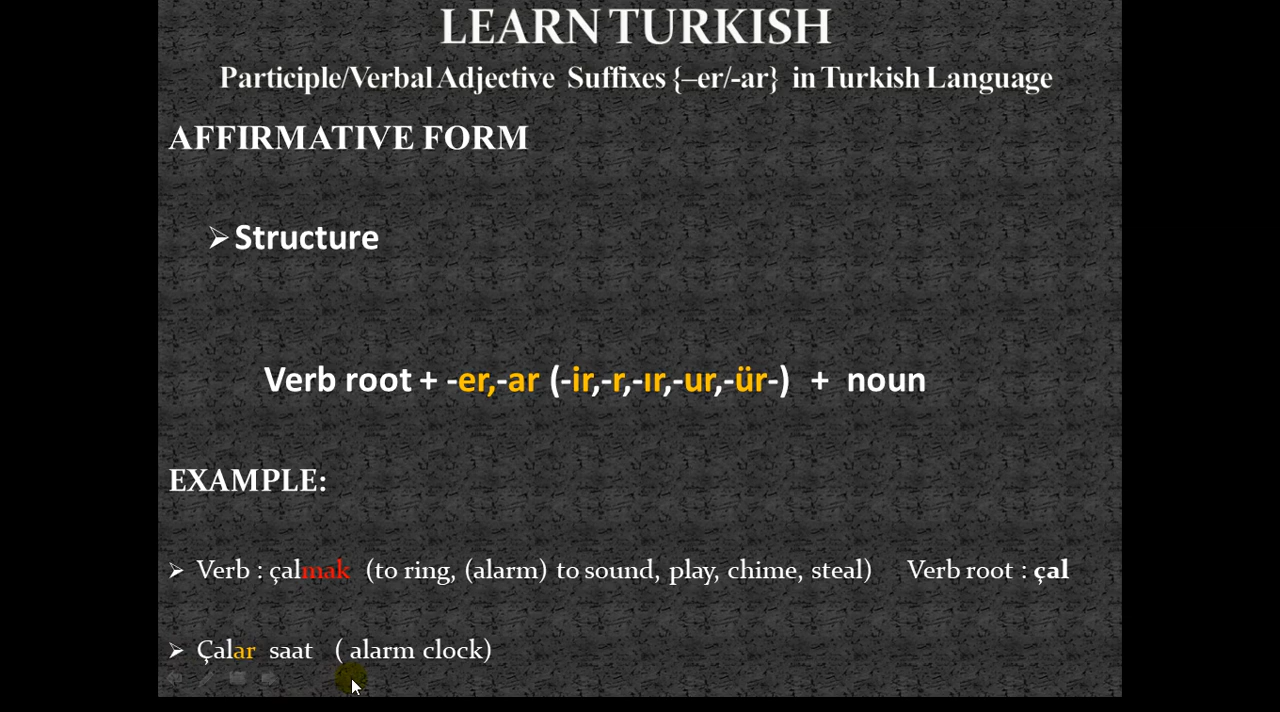 LEARN TURKISH
Participle/Verbal Adjective Suffixes {–er/-ar} in Turkish Language
AFFIRMATIVE FORM
➢ Structure
Verb root + -er,-ar (-ir,-r,-ır,-ur,-ür-) + noun
EXAMPLE:
➢ Verb : çalmak (to ring, (alarm) to sound, play, chime, steal) Verb root : çal
➢ Çalar saat ( alarm clock)